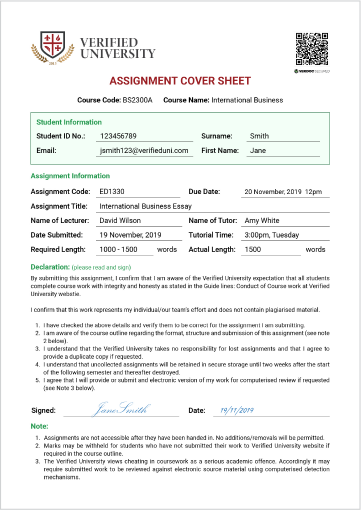 VERIFIED
UNIVERSITY
VERIDOC SECURED
ASSIGNMENT COVER SHEET
Course Code: BS2300A Course Name: International Business
Student Information
Student ID No.: 123456789 Surname: Smith
Email: jsmith123@verifieduni.com First Name: Jane
Assignment Information
Assignment Code: ED1330 Due Date: 20 November, 2019 12pm
Assignment Title: International Business Essay
Name of Lecturer: David Wilson Name of Tutor: Amy White
Date Submitted: 19 November, 2019 Tutorial Time: 3:00pm, Tuesday
Required Length: 1000 - 1500 words Actual Length: 1500 words
Declaration: (please read and sign)
By submitting this assignment, I confirm that I am aware of the Verified University expectation that all students
complete course work with integrity and honesty as stated in the Guide lines: Conduct of Course work at Verified
University website.
I confirm that this work represents my individual/our team's effort and does not contain plagiarised material.
1. I have checked the above details and verify them to be correct for the assignment I am submitting.
2. I am aware of the course outline regarding the format, structure and submission of this assignment (see note
2 below).
3. I understand that the Verified University takes no responsibility for lost assignments and that I agree to
provide a duplicate copy if requested.
4. I understand that uncollected assignments will be retained in secure storage until two weeks after the start
of the following semester and thereafter destroyed.
5. I agree that I will provide or submit and electronic version of my work for computerised review if requested
(see Note 3 below).
Signed: Jane Smith Date: 19/11/2019
Note:
1. Assignments are not accessible after they have been handed in. No additions/removals will be permitted.
2. Marks may be withheld for students who have not submitted their work to Verified University website if
required in the course outline.
3. The Verified University views cheating in coursework as a serious academic offence. Accordingly it may
require submitted work to be reviewed against electronic source material using computerised detection
mechanisms.